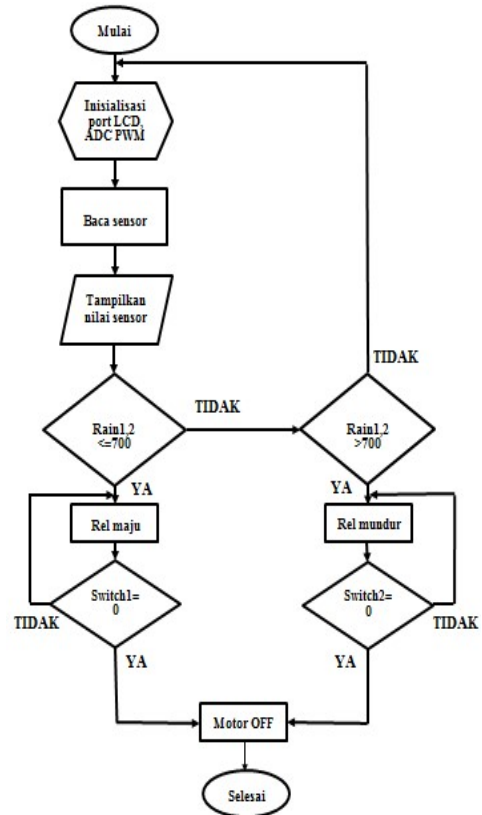 Mulai
Inisialisasi
port LCD,
ADC PWM
Baca sensor
Tampilkan
nilai sensor
TIDAK
Rain1,2
<=700
TIDAK
Rain1,2
>700
YA
Rel maju
YA
Rel mundur
Switch1=
0
TIDAK
Switch2=
0
TIDAK
YA
YA
Motor OFF
Selesai